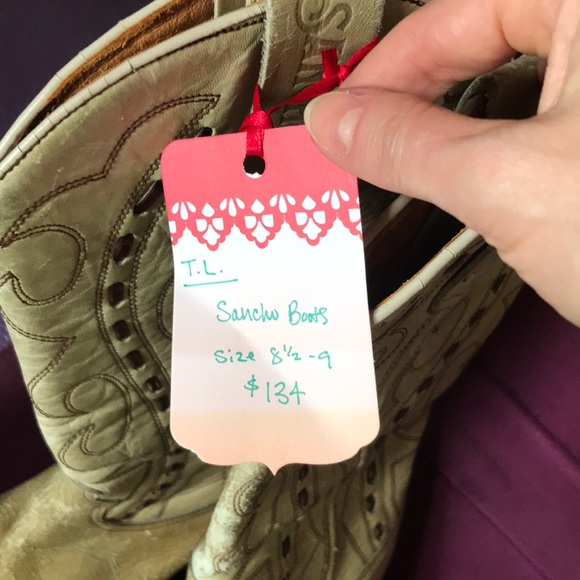 T.L.
Sancho Boots
Size 8½-9
$134